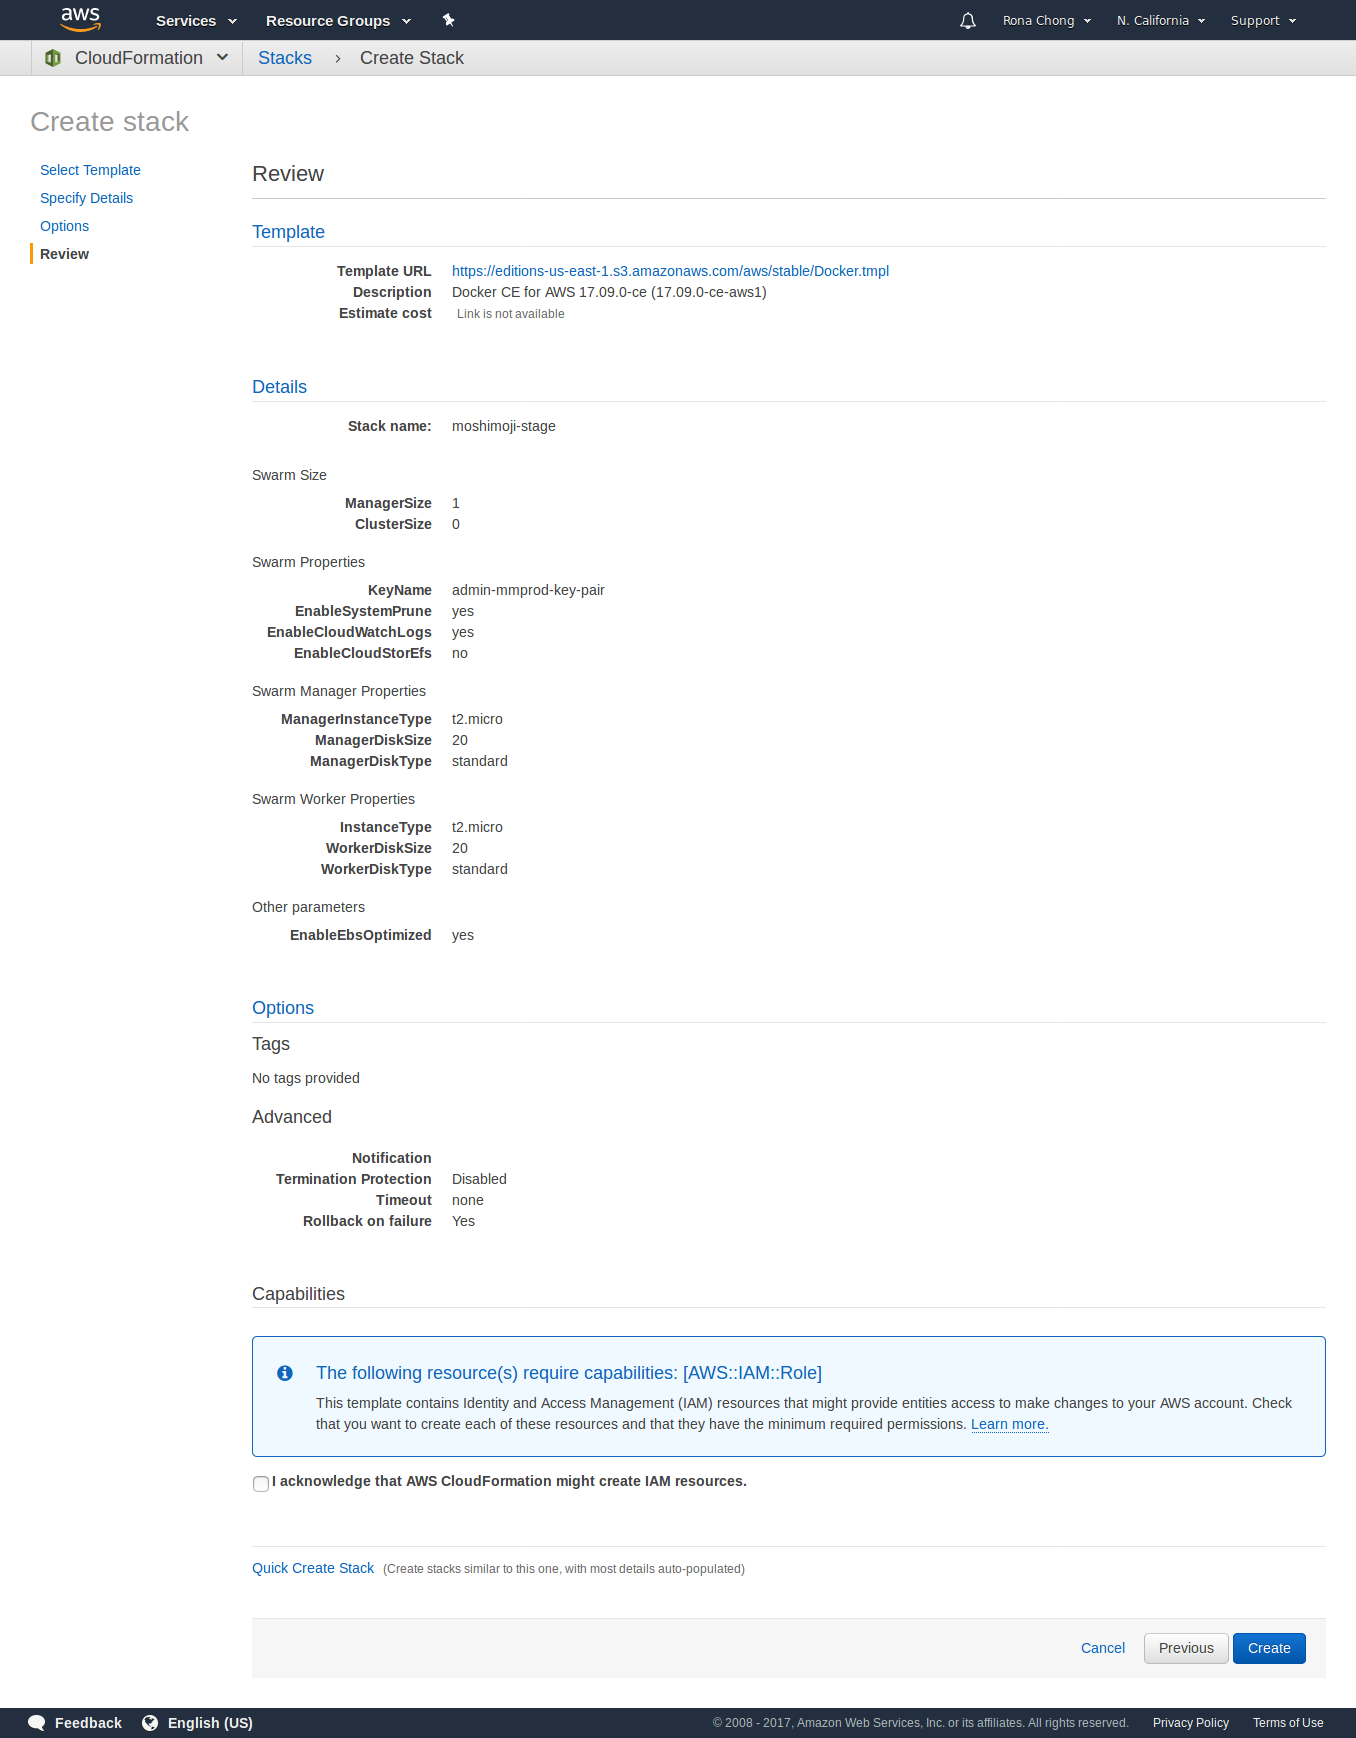 aws Services Resource Groups Rona Chong N. California Support
CloudFormation Stacks › Create Stack
Create stack
Select Template
Specify Details
Options
Review
Review
Template
Template URL https://editions-us-east-1.s3.amazonaws.com/aws/stable/Docker.tmpl
Description Docker CE for AWS 17.09.0-ce (17.09.0-ce-aws1)
Estimate cost Link is not available
Details
Stack name: moshimoji-stage
Swarm Size
ManagerSize 1
ClusterSize 0
Swarm Properties
KeyName admin-mmprod-key-pair
EnableSystemPrune yes
EnableCloudWatchLogs yes
EnableCloudStorEfs no
Swarm Manager Properties
ManagerInstanceType t2.micro
ManagerDiskSize 20
ManagerDiskType standard
Swarm Worker Properties
InstanceType t2.micro
WorkerDiskSize 20
WorkerDiskType standard
Other parameters
EnableEbsOptimized yes
Options
Tags
No tags provided
Advanced
Notification
Termination Protection Disabled
Timeout none
Rollback on failure Yes
Capabilities
The following resource(s) require capabilities: [AWS::IAM::Role]
This template contains Identity and Access Management (IAM) resources that might provide entities access to make changes to your AWS account. Check
that you want to create each of these resources and that they have the minimum required permissions. Learn more.
I acknowledge that AWS CloudFormation might create IAM resources.
Quick Create Stack (Create stacks similar to this one, with most details auto-populated)
Cancel Previous Create
Feedback English (US) © 2008 - 2017, Amazon Web Services, Inc. or its affiliates. All rights reserved. Privacy Policy Terms of Use